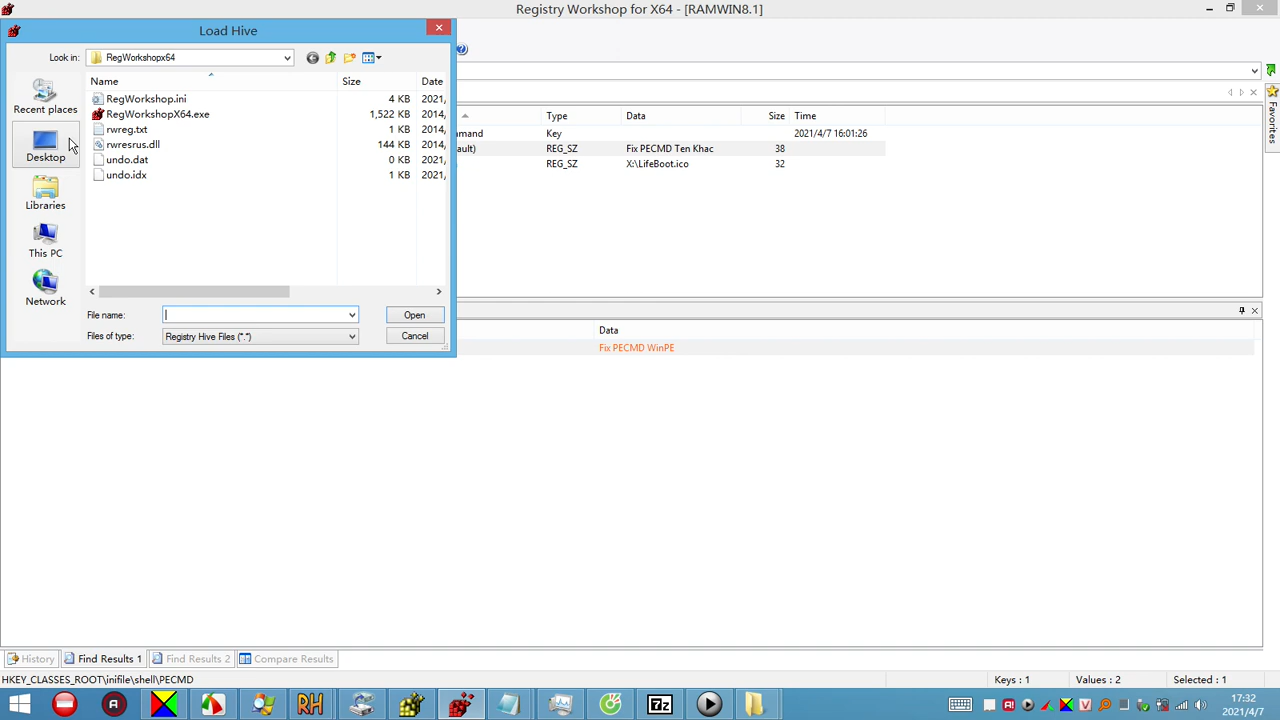 Registry Workshop for X64 - [RAMWIN8.1]
Load Hive
Look in:
RegWorkshopx64
Name
Size
Date
RegWorkshop.ini
4 KB
2021,
RegWorkshopX64.exe
1,522 KB
2014,
rwreg.txt
1 KB
2014,
rwresrus.dll
144 KB
2014,
undo.dat
0 KB
2021,
undo.idx
1 KB
2021,
Recent places
Desktop
Libraries
This PC
Network
File name:
Open
Files of type:
Registry Hive Files (*.*)
Cancel
Type
Data
Size
Time
mmand
Key
2021/4/7 16:01:26
ault)
REG_SZ
Fix PECMD Ten Khac
38
REG_SZ
X:\LifeBoot.ico
32
Favorites
Data
Fix PECMD WinPE
History
Find Results 1
Find Results 2
Compare Results
HKEY_CLASSES_ROOT\inifile\shell\PECMD
Keys : 1
Values : 2
Selected : 1
RH
7z
17:32
2021/4/7